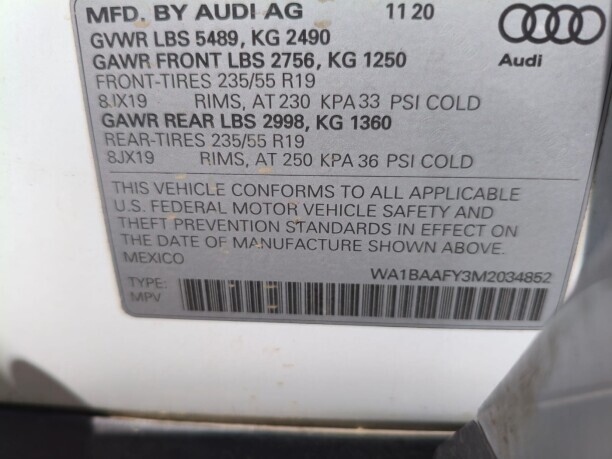 MFD. BY AUDI AG 11 20
GVWR LBS 5489, KG 2490
GAWR FRONT LBS 2756, KG 1250
Audi
FRONT-TIRES 235/55 R19
8JX19 RIMS, AT 230 KPA 33 PSI COLD
GAWR REAR LBS 2998, KG 1360
REAR-TIRES 235/55 R19
8JX19 RIMS, AT 250 KPA 36 PSI COLD
THIS VEHICLE CONFORMS TO ALL APPLICABLE
U.S. FEDERAL MOTOR VEHICLE SAFETY AND
THEFT PREVENTION STANDARDS IN EFFECT ON
THE DATE OF MANUFACTURE SHOWN ABOVE.
MEXICO
WA1BAAFY3M2034852
TYPE:
MPV